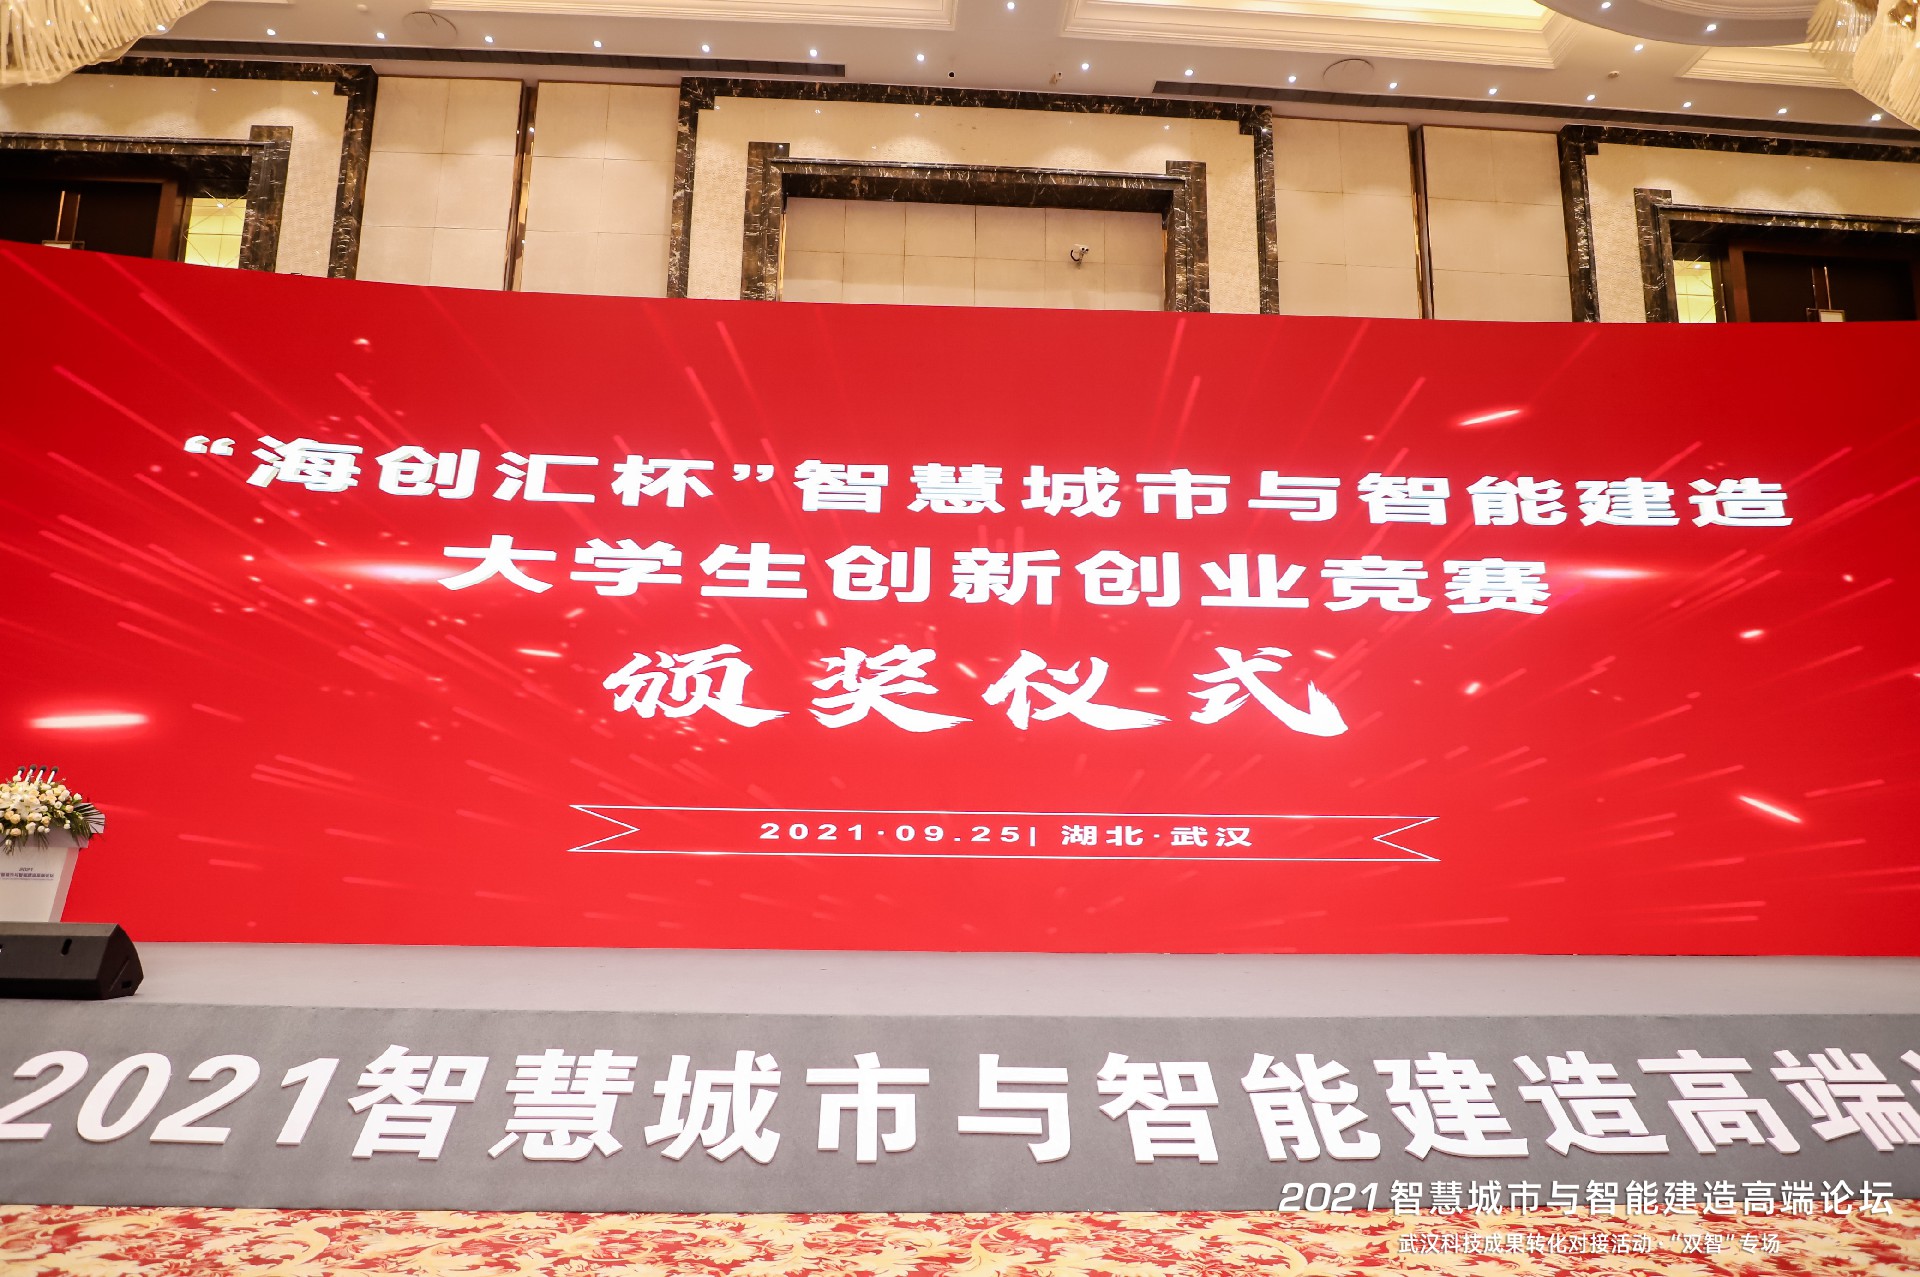 “海创汇杯”智慧城市与智能建造
大学生创新创业竞赛
颁奖仪式
2021·09.25| 湖北·武汉
2021
2021智慧城市与智能建造高端
2021智慧城市与智能建造高端论坛
武汉科技成果转化对接活动·“双智”专场